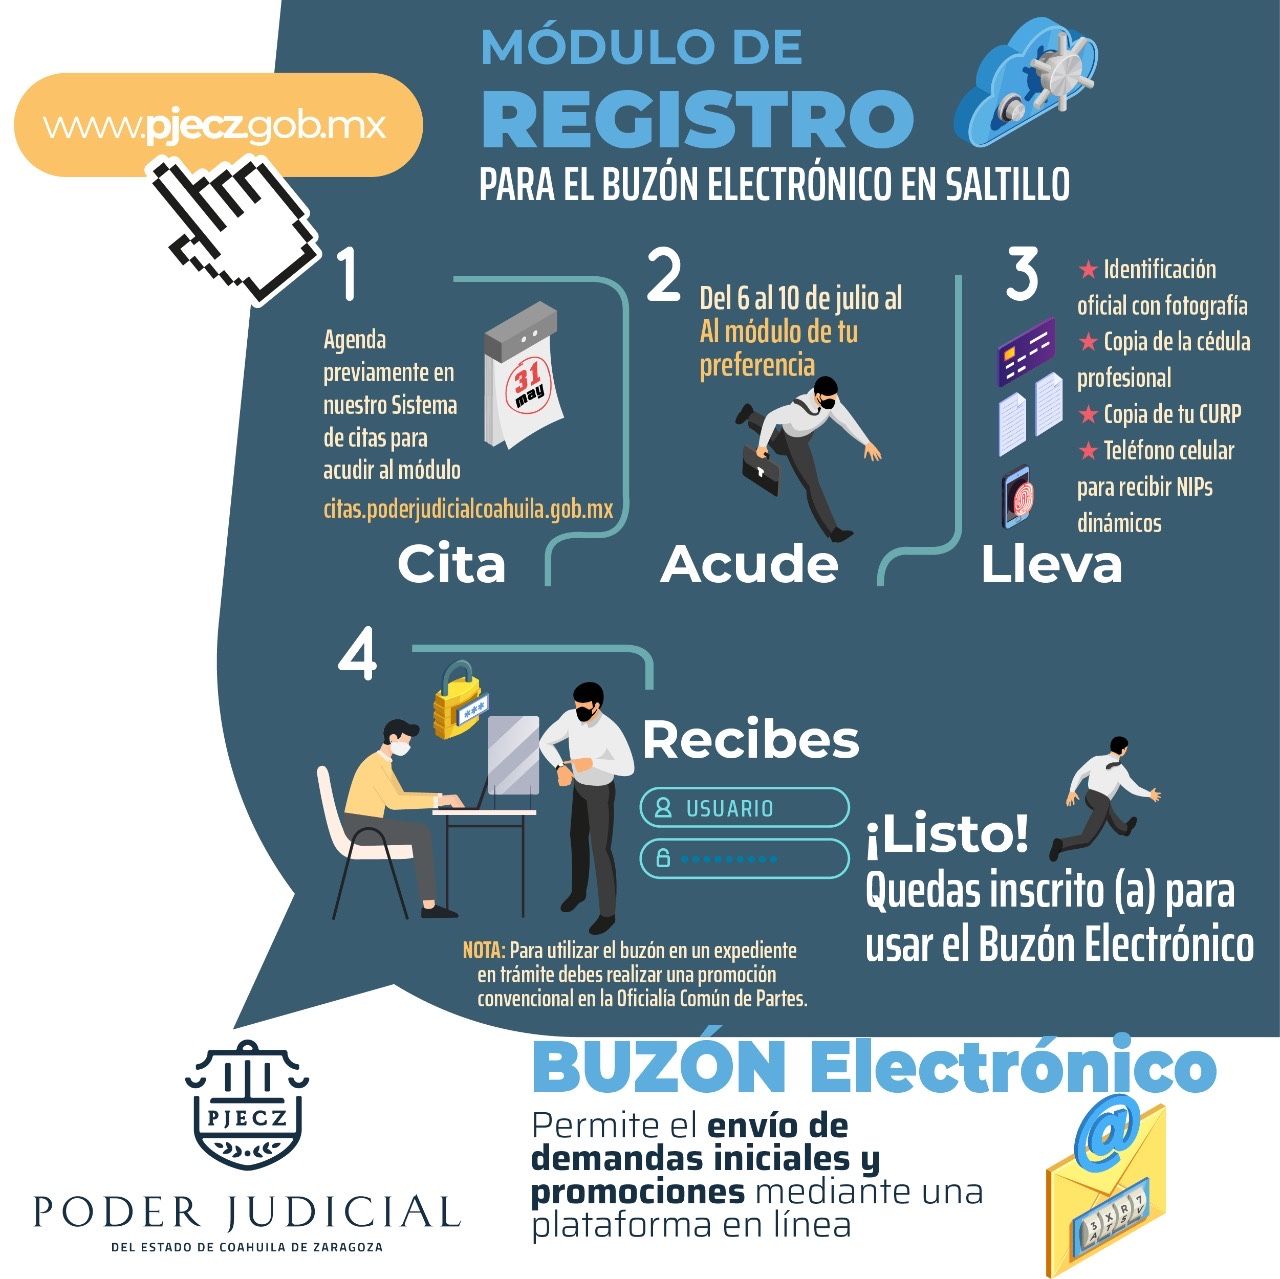 www.pjecz.gob.mx
MÓDULO DE
REGISTRO
PARA EL BUZÓN ELECTRÓNICO EN SALTILLO
1
Agenda
previamente en
nuestro Sistema
de citas para
acudir al módulo
citas.poderjudicialcoahuila.gob.mx
31
may
Cita
2
Del 6 al 10 de julio al
Al módulo de tu
preferencia
Acude
3
★ Identificación
oficial con fotografía
★ Copia de la cédula
profesional
★ Copia de tu CURP
★ Teléfono celular
para recibir NIPs
dinámicos
Lleva
4
***
Recibes
USUARIO
¡Listo!
Quedas inscrito (a) para
usar el Buzón Electrónico
NOTA: Para utilizar el buzón en un expediente
en trámite debes realizar una promoción
convencional en la Oficialía Común de Partes.
PJECZ
PODER JUDICIAL
DEL ESTADO DE COAHUILA DE ZARAGOZA
BUZÓN Electrónico
Permite el envío de
demandas iniciales y
promociones mediante una
plataforma en línea
@
3 X R 7
A T S V